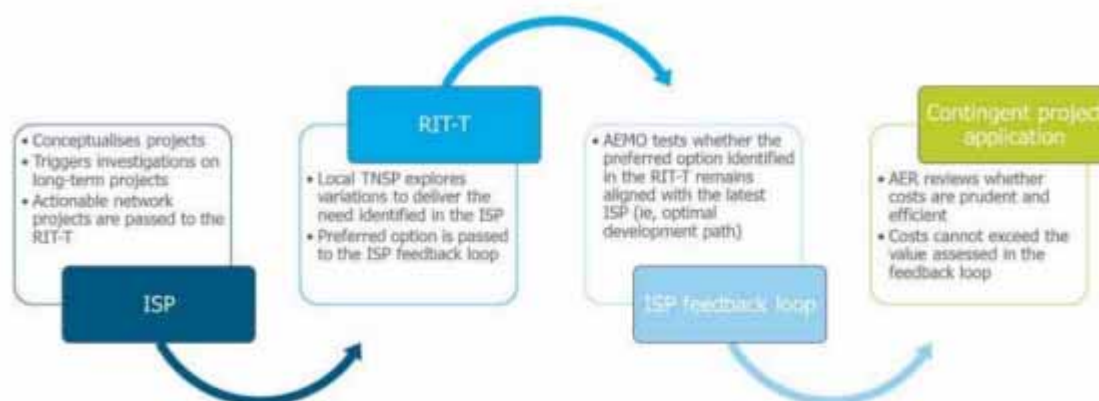 • Conceptualises projects
• Triggers investigations on
long-term projects
• Actionable network
projects are passed to the
RIT-T
ISP
RIT-T
• Local TNSP explores
variations to deliver the
need identified in the ISP
• Preferred option is passed
to the ISP feedback loop
• AEMO tests whether the
preferred option identified
in the RIT-T remains
aligned with the latest
ISP (ie, optimal
development path)
ISP feedback loop
Contingent project
application
• AER reviews whether
costs are prudent and
efficient
• Costs cannot exceed the
value assessed in the
feedback loop